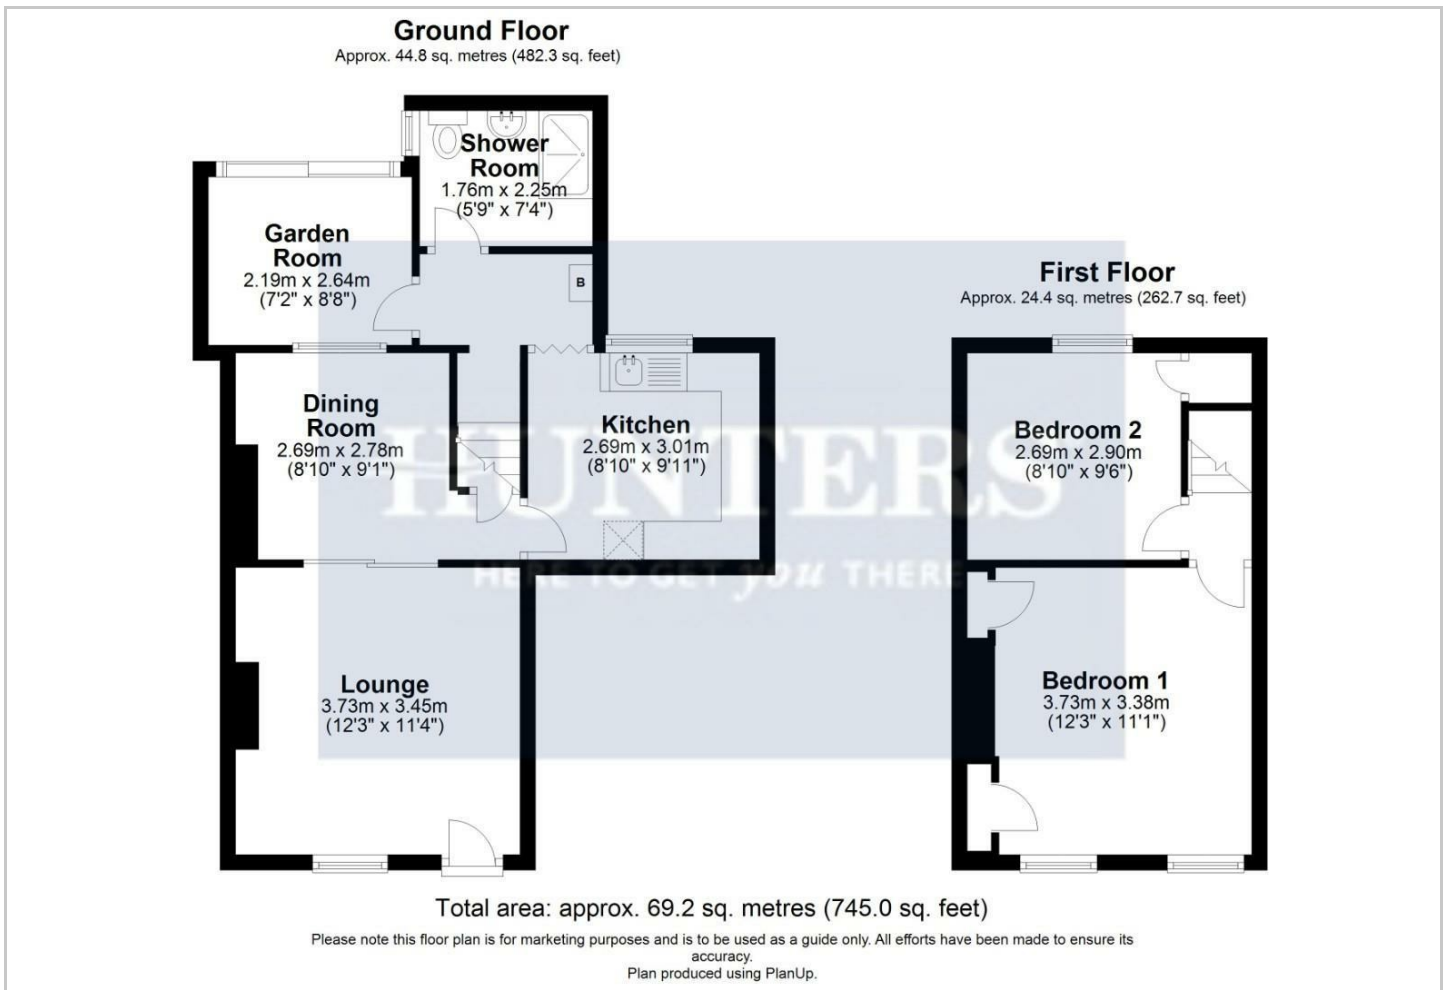 Ground Floor
Approx. 44.8 sq. metres (482.3 sq. feet)
Shower
Room
1.76m x 2.25m
(5'9" x 7'4")
Garden
Room
2.19m x 2.64m
(7'2" x 8'8")
B
First Floor
Approx. 24.4 sq. metres (262.7 sq. feet)
Dining
Room
2.69m x 2.78m
(8'10" x 9'1")
Kitchen
2.69m x 3.01m
(8'10" x 9'11")
Bedroom 2
2.69m x 2.90m
(8'10" x 9'6")
HUNTERS
HERE TO GET you THERE
Lounge
3.73m x 3.45m
(12'3" x 11'4")
Bedroom 1
3.73m x 3.38m
(12'3" x 11'1")
Total area: approx. 69.2 sq. metres (745.0 sq. feet)
Please note this floor plan is for marketing purposes and is to be used as a guide only. All efforts have been made to ensure its
accuracy.
Plan produced using PlanUp.